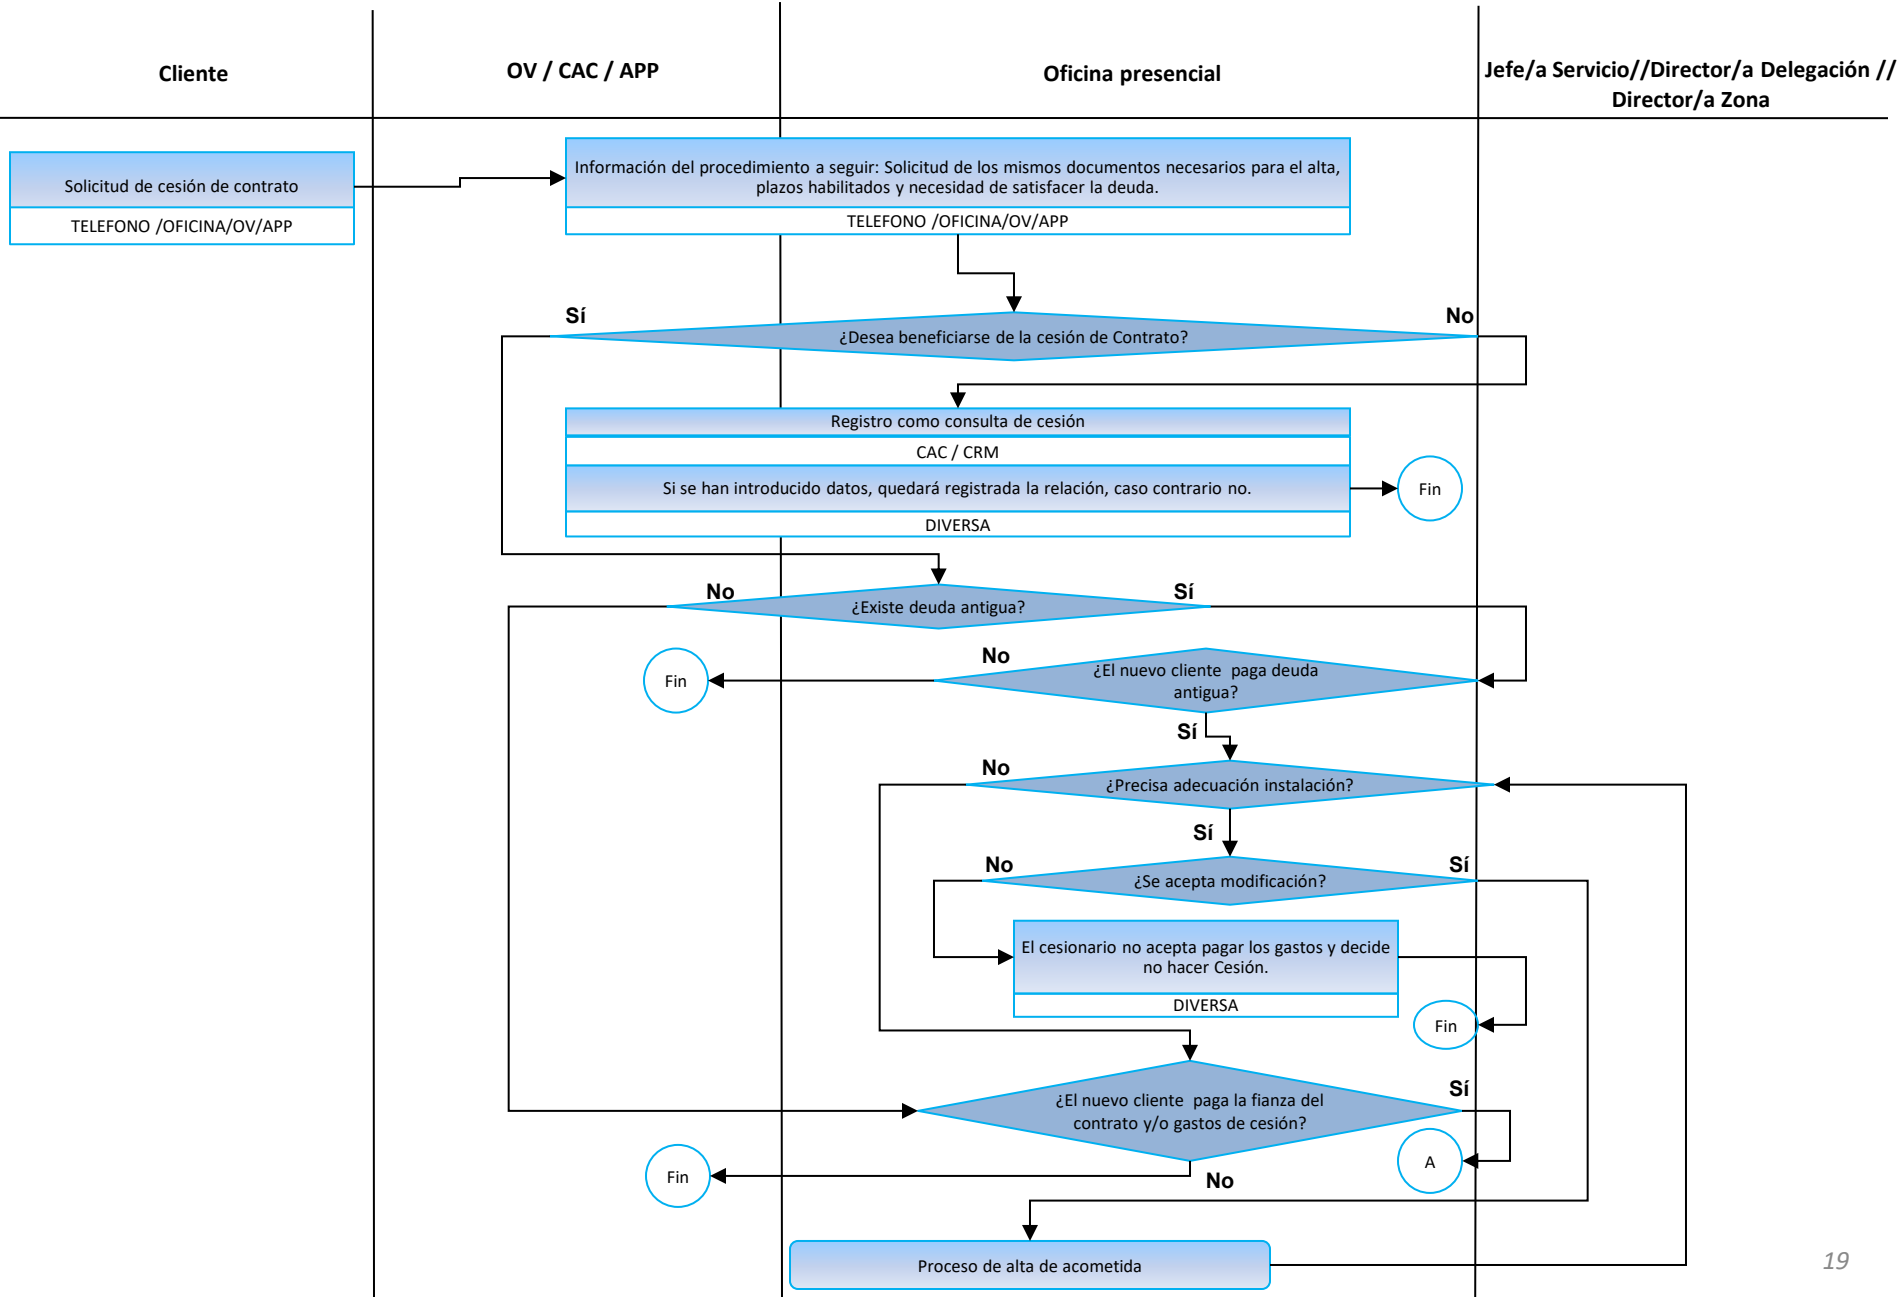 Cliente
OV / CAC / APP
Oficina presencial
Jefe/a Servicio//Director/a Delegación //
Director/a Zona
Solicitud de cesión de contrato
TELEFONO /OFICINA/OV/APP
Información del procedimiento a seguir: Solicitud de los mismos documentos necesarios para el alta,
plazos habilitados y necesidad de satisfacer la deuda.
TELEFONO /OFICINA/OV/APP
Sí
No
¿Desea beneficiarse de la cesión de Contrato?
Registro como consulta de cesión
CAC / CRM
Si se han introducido datos, quedará registrada la relación, caso contrario no.
DIVERSA
Fin
No
Sí
¿Existe deuda antigua?
No
¿El nuevo cliente  paga deuda
antigua?
Fin
Sí
No
¿Precisa adecuación instalación?
Sí
No
Sí
¿Se acepta modificación?
El cesionario no acepta pagar los gastos y decide
no hacer Cesión.
DIVERSA
Fin
Sí
¿El nuevo cliente  paga la fianza del
contrato y/o gastos de cesión?
A
Fin
No
Proceso de alta de acometida
19